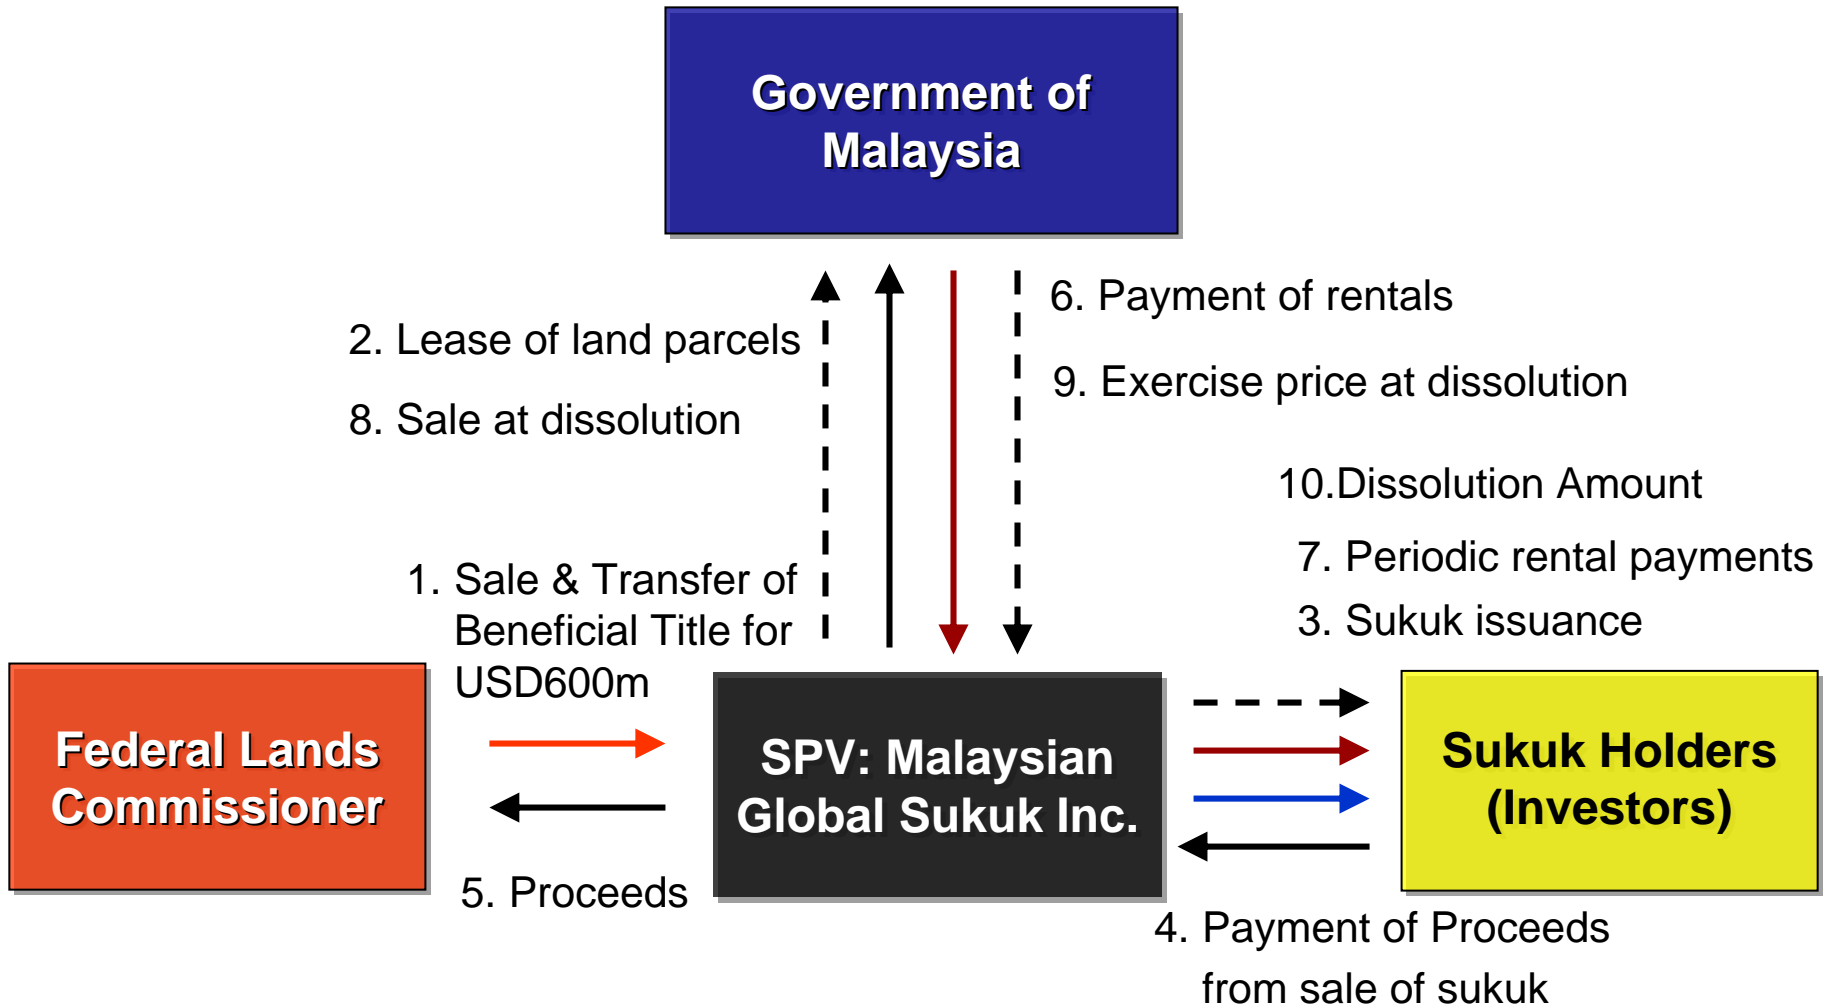 Government of
Malaysia
6. Payment of rentals
2. Lease of land parcels
9. Exercise price at dissolution
8. Sale at dissolution
10.Dissolution Amount
7. Periodic rental payments
3. Sukuk issuance
1. Sale & Transfer of
Beneficial Title for
USD600m
Federal Lands
Commissioner
SPV: Malaysian
Global Sukuk Inc.
Sukuk Holders
(Investors)
5. Proceeds
4. Payment of Proceeds
from sale of sukuk